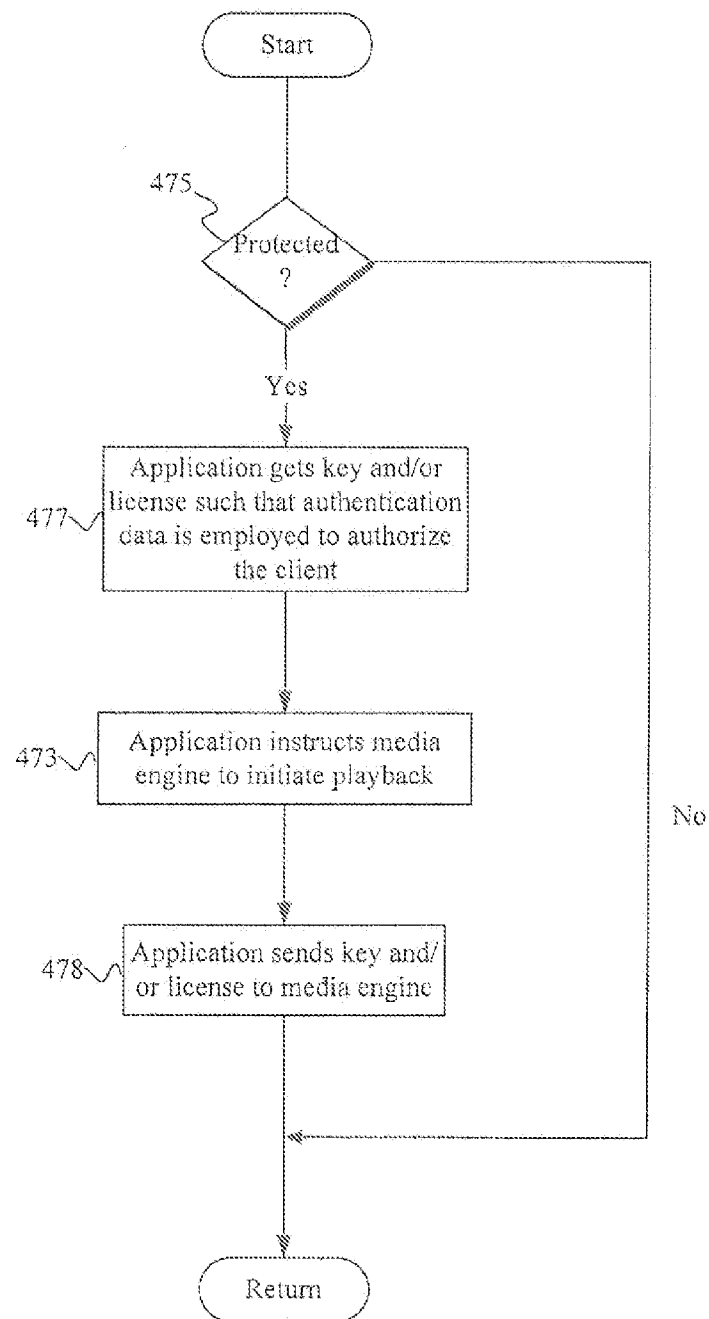 Start
475
Protected
?
Yes
Application gets key and/or
license such that authentication
data is employed to authorize
the client
477
Application instructs media
engine to initiate playback
473
No
Application sends key and/
or license to media engine
478
Return